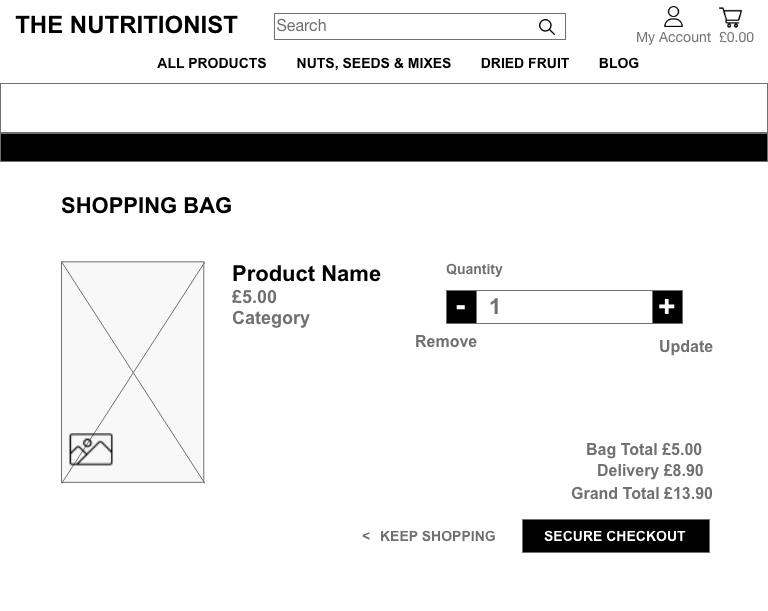 THE NUTRITIONIST
Search
My Account £0.00
ALL PRODUCTS NUTS, SEEDS & MIXES DRIED FRUIT BLOG
SHOPPING BAG
Product Name
£5.00
Category
Quantity
- 1 +
Remove
Update
Bag Total £5.00
Delivery £8.90
Grand Total £13.90
< KEEP SHOPPING
SECURE CHECKOUT